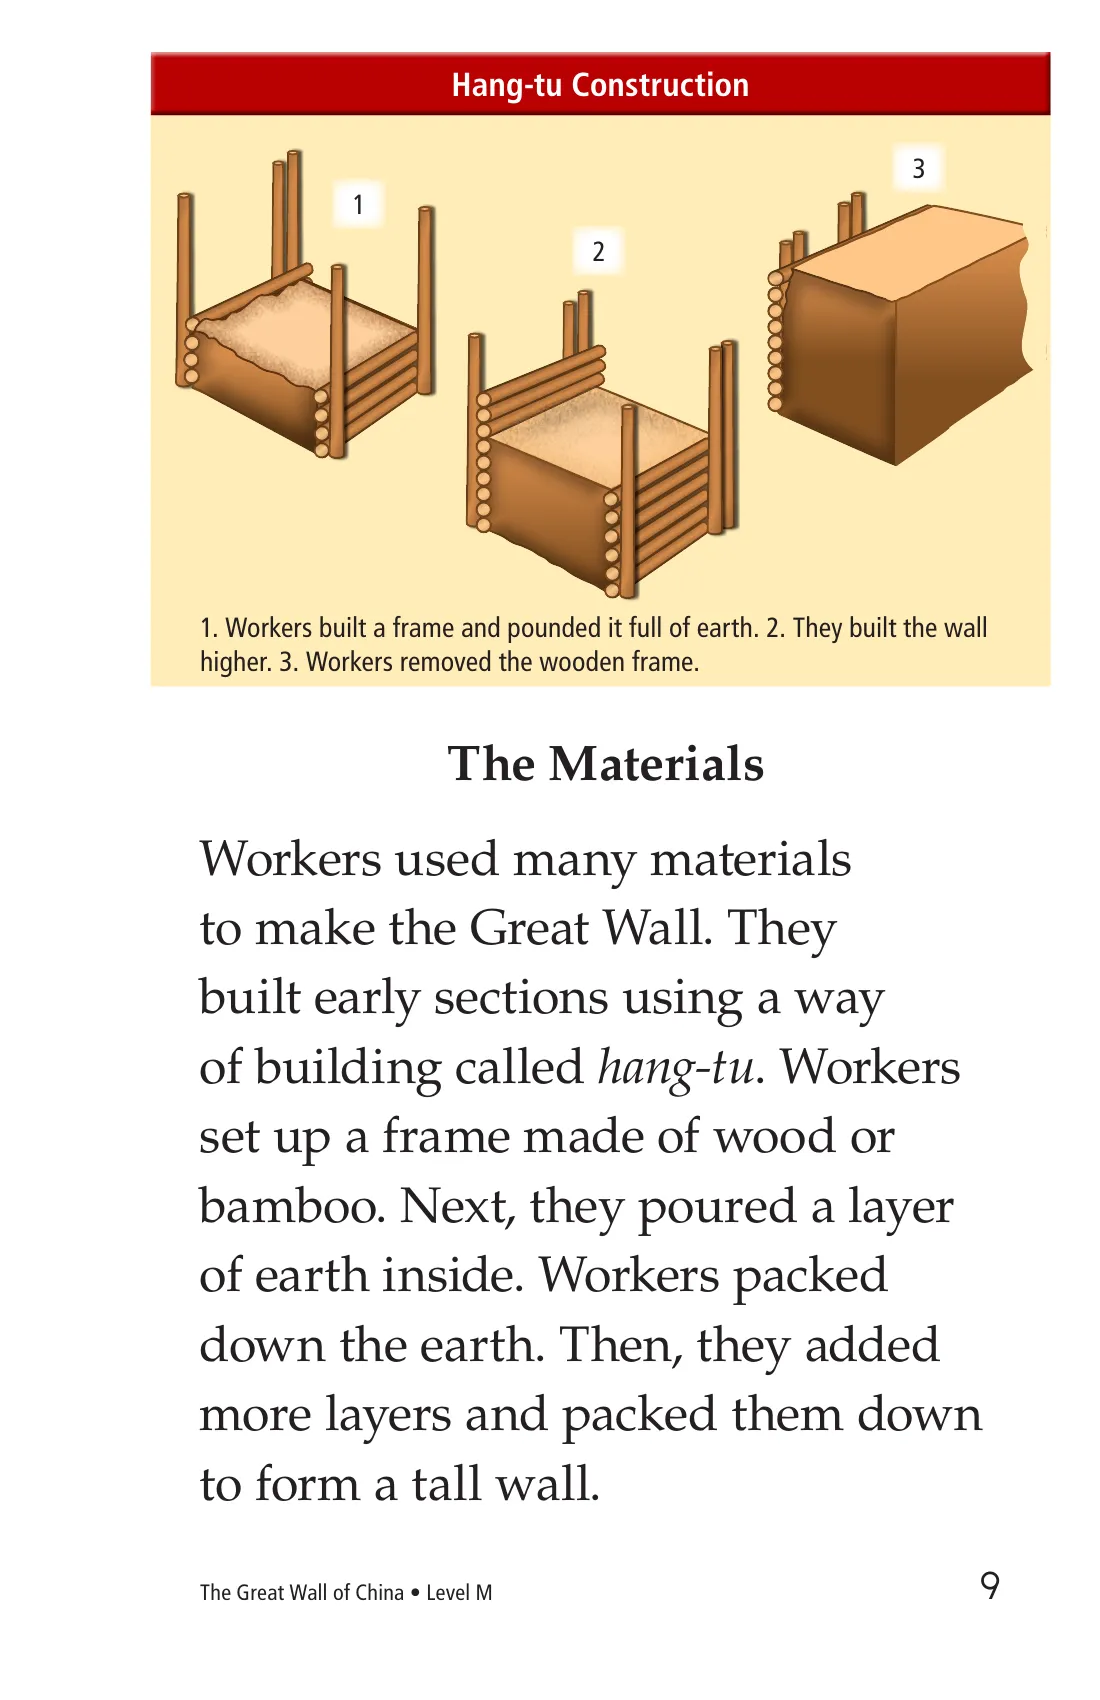 Hang-tu Construction
1
2
3
1. Workers built a frame and pounded it full of earth. 2. They built the wall
higher. 3. Workers removed the wooden frame.
The Materials
Workers used many materials
to make the Great Wall. They
built early sections using a way
of building called hang-tu. Workers
set up a frame made of wood or
bamboo. Next, they poured a layer
of earth inside. Workers packed
down the earth. Then, they added
more layers and packed them down
to form a tall wall.
The Great Wall of China • Level M
9